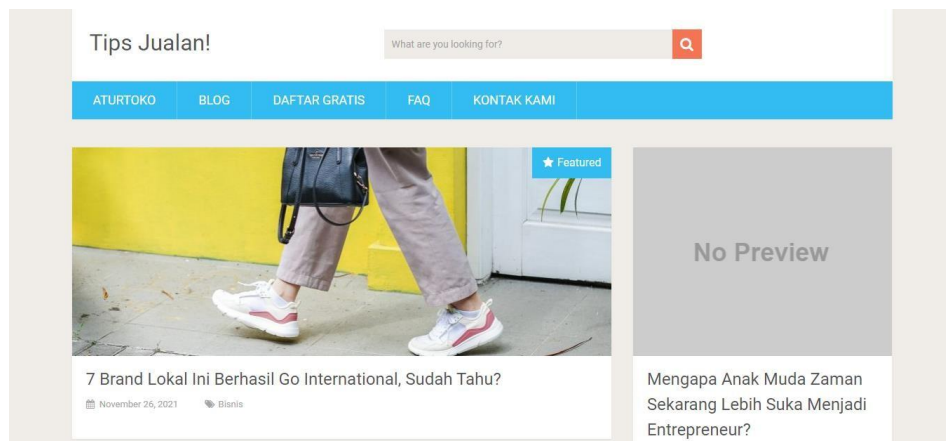 Tips Jualan!
What are you looking for?
ATURTOKO
BLOG
DAFTAR GRATIS
FAQ
KONTAK KAMI
Featured
No Preview
7 Brand Lokal Ini Berhasil Go International, Sudah Tahu?
November 26, 2021
Bisnis
Mengapa Anak Muda Zaman
Sekarang Lebih Suka Menjadi
Entrepreneur?